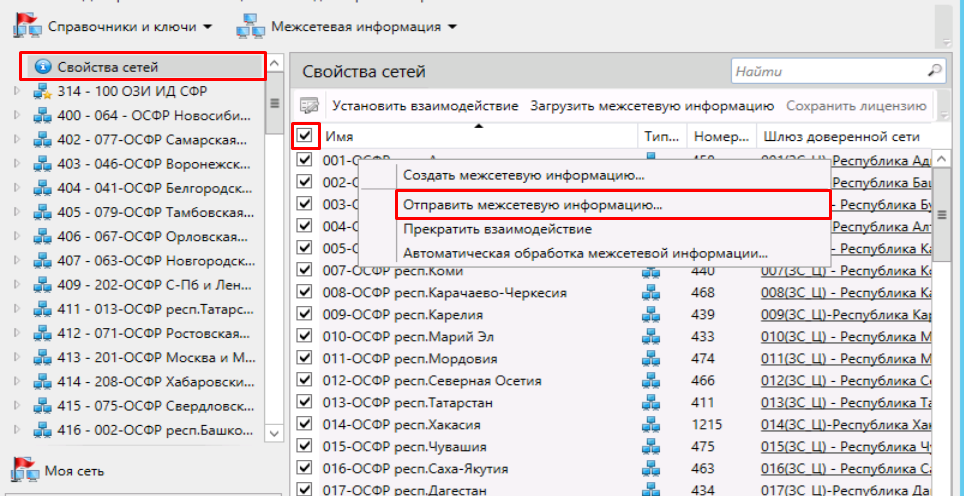 Справочники и ключи Межсетевая информация
Свойства сетей
314 - 100 ОЗИ ИД СФР
400 - 064 - ОСФР Новосиби...
402 - 077-ОСФР Самарская...
403 - 046-ОСФР Воронежск...
404 - 041-ОСФР Белгородск...
405 - 079-ОСФР Тамбовская...
406 - 067-ОСФР Орловская...
407 - 063-ОСФР Новгородск...
409 - 202-ОСФР С-Пб и Лен...
411 - 013-ОСФР респ.Татарс...
412 - 071-ОСФР Ростовская...
413 - 201-ОСФР Москва и М...
414 - 208-ОСФР Хабаровски...
415 - 075-ОСФР Свердловск...
416 - 002-ОСФР респ.Башко...
Моя сеть
Свойства сетей Найти
Установить взаимодействие Загрузить межсетевую информацию Сохранить лицензию
Имя Тип... Номер... Шлюз доверенной сети
Создать межсетевую информацию...
Отправить межсетевую информацию...
Прекратить взаимодействие
Автоматическая обработка межсетевой информации...
001-ОСФР Республика Ад
002-О Республика Баш
003-О Республика Бу
004-О Республика Алт
005-О Республика Ка
007-ОСФР респ.Коми 440 007(ЗС_Ц) - Республика Ко
008-ОСФР респ.Карачаево-Черкесия 468 008(ЗС_Ц) - Республика Ка
009-ОСФР респ.Карелия 439 009(ЗС_Ц)-Республика Кар
010-ОСФР респ.Марий Эл 433 010(ЗС_Ц) - Республика М
011-ОСФР респ.Мордовия 474 011(ЗС_Ц) - Республика М
012-ОСФР респ.Северная Осетия 466 012(ЗС_Ц) - Республика Се
013-ОСФР респ.Татарстан 411 013(ЗС_Ц) - Республика Та
014-ОСФР респ.Хакасия 1215 014(ЗС_Ц)-Республика Хак
015-ОСФР респ.Чувашия 475 015(ЗС_Ц) - Республика Ч
016-ОСФР респ.Саха-Якутия 463 016(ЗС_Ц) - Республика Са
017-ОСФР респ.Дагестан 434 017(ЗС_Ц)-Республика Даг